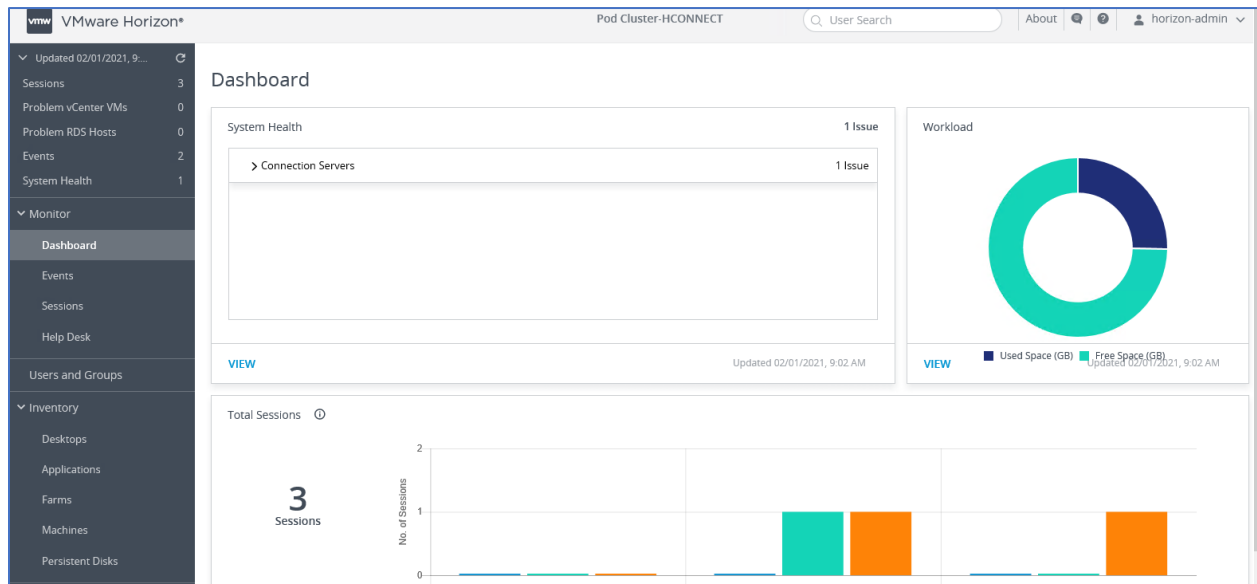 vmw VMware Horizon® Pod Cluster-HCONNECT User Search About horizon-admin
Updated 02/01/2021, 9:...
Sessions 3
Problem vCenter VMs 0
Problem RDS Hosts 0
Events 2
System Health 1
Monitor
Dashboard
Events
Sessions
Help Desk
Users and Groups
Inventory
Desktops
Applications
Farms
Machines
Persistent Disks
Dashboard
System Health 1 Issue
Connection Servers 1 Issue
VIEW Updated 02/01/2021, 9:02 AM
Workload
Used Space (GB) Free Space (GB)
VIEW Updated 02/01/2021, 9:02 AM
Total Sessions
3
Sessions
No. of Sessions
2
1
0